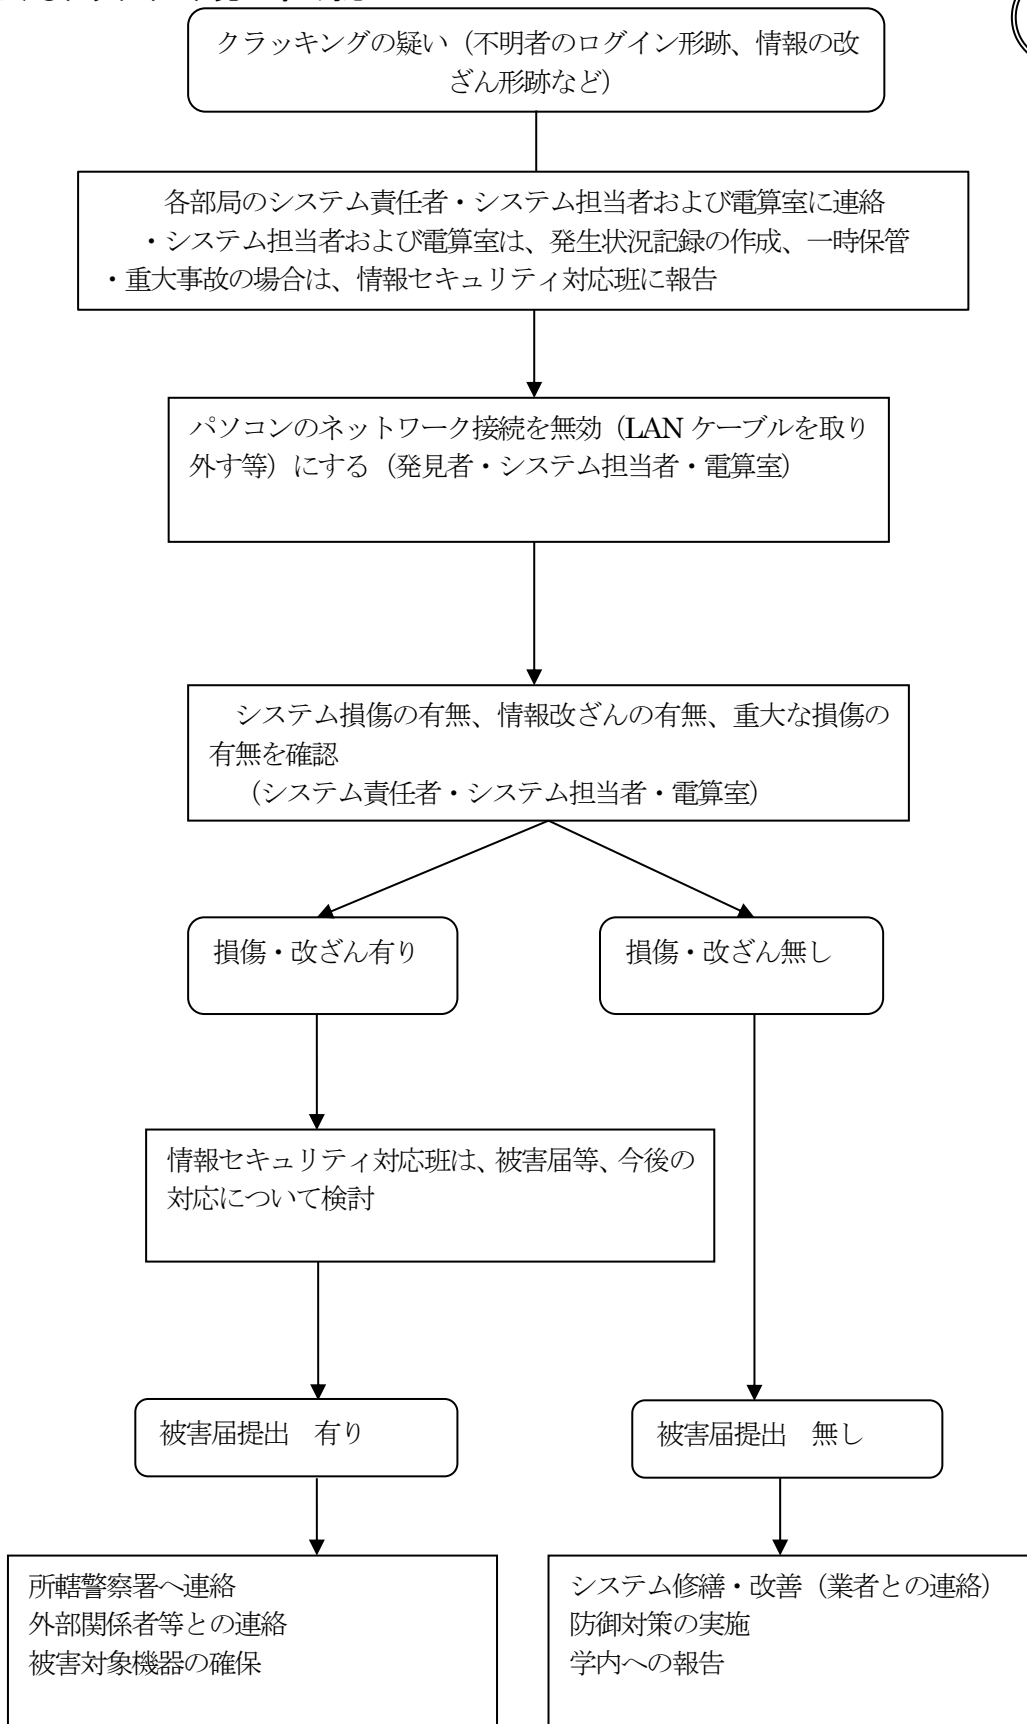 クラッキングの疑い（不明者のログイン形跡、情報の改
ざん形跡など）
各部局のシステム責任者・システム担当者および電算室に連絡
・システム担当者および電算室は、発生状況記録の作成、一時保管
・重大事故の場合は、情報セキュリティ対応班に報告
パソコンのネットワーク接続を無効（LAN ケーブルを取り
外す等）にする（発見者・システム担当者・電算室）
システム損傷の有無、情報改ざんの有無、重大な損傷の
有無を確認
（システム責任者・システム担当者・電算室）
損傷・改ざん有り
損傷・改ざん無し
情報セキュリティ対応班は、被害届等、今後の
対応について検討
被害届提出　有り
被害届提出　無し
所轄警察署へ連絡
外部関係者等との連絡
被害対象機器の確保
システム修繕・改善（業者との連絡）
防御対策の実施
学内への報告